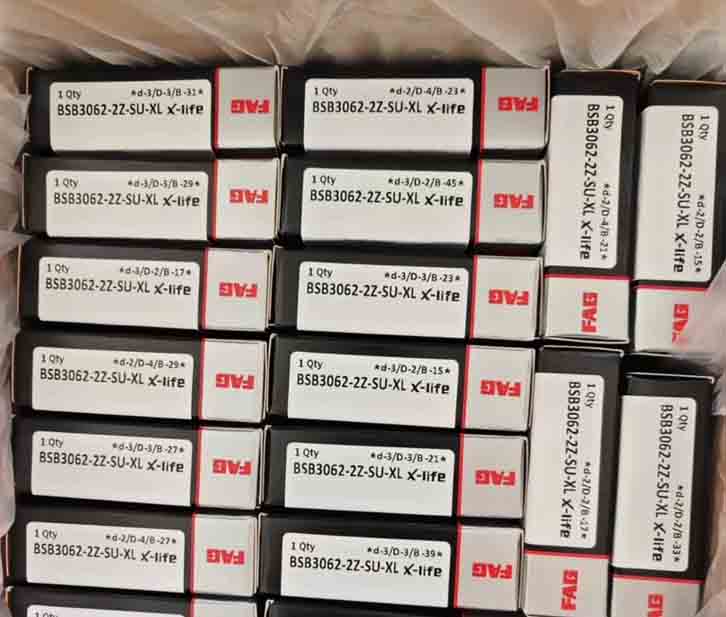 1 Qty *d-3/D-3/B-31*
BSB3062-2Z-SU-XL X-life
FAG
1 Qty *d-2/D-4/B-23*
BSB3062-2Z-SU-XL X-life
FAG
1 Qty *d-3/D-3/B-29*
BSB3062-2Z-SU-XL X-life
FAG
1 Qty *d-3/D-2/B-45*
BSB3062-2Z-SU-XL X-life
FAG
1 Qty *d-3/D-2/B-17*
BSB3062-2Z-SU-XL X-life
FAG
1 Qty *d-3/D-3/B-23*
BSB3062-2Z-SU-XL X-life
FAG
1 Qty *d-2/D-4/B-29*
BSB3062-2Z-SU-XL X-life
FAG
1 Qty *d-3/D-2/B-15*
BSB3062-2Z-SU-XL X-life
FAG
1 Qty *d-3/D-3/B-27*
BSB3062-2Z-SU-XL X-life
FAG
1 Qty *d-3/D-3/B-21*
BSB3062-2Z-SU-XL X-life
FAG
1 Qty *d-2/D-4/B-27*
BSB3062-2Z-SU-XL X-life
FAG
1 Qty *d-3/D-3/B-39*
BSB3062-2Z-SU-XL X-life
FAG
1 Qty *d-2/D-4/B-21*
BSB3062-2Z-SU-XL X-life
FAG
1 Qty *d-2/D-2/B-15*
BSB3062-2Z-SU-XL X-life
FAG
1 Qty *d-2/D-2/B-17*
BSB3062-2Z-SU-XL X-life
FAG
1 Qty *d-2/D-2/B-33*
BSB3062-2Z-SU-XL X-life
FAG
1 Qty